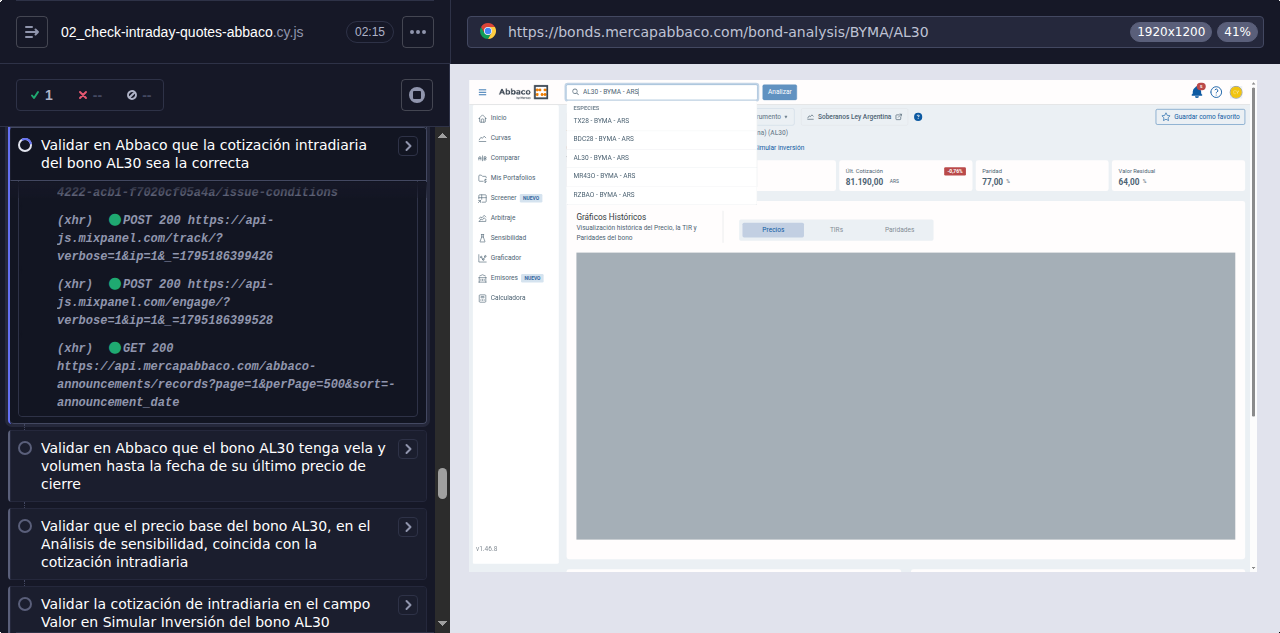 02_check-intraday-quotes-abbaco.cy.js
02:15
1
--
--
Validar en Abbaco que la cotización intradiaria
del bono AL30 sea la correcta
4222-acb1-f7020cf05a4a/issue-conditions
(xhr) POST 200 https://api-
js.mixpanel.com/track/?
verbose=1&ip=1&_=1795186399426
(xhr) POST 200 https://api-
js.mixpanel.com/engage/?
verbose=1&ip=1&_=1795186399528
(xhr) GET 200
https://api.mercapabbaco.com/abbaco-
announcements/records?page=1&perPage=500&sort=-
announcement_date
Validar en Abbaco que el bono AL30 tenga vela y
volumen hasta la fecha de su último precio de
cierre
Validar que el precio base del bono AL30, en el
Análisis de sensibilidad, coincida con la
cotización intradiaria
Validar la cotización de intradiaria en el campo
Valor en Simular Inversión del bono AL30
https://bonds.mercapabbaco.com/bond-analysis/BYMA/AL30
1920x1200
41%
Abbaco
AL30 - BYMA - ARS
Analizar
ESPECIES
TX28 - BYMA - ARS
BDC28 - BYMA - ARS
AL30 - BYMA - ARS
MR43O - BYMA - ARS
RZBAO - BYMA - ARS
Inicio
Curvas
Comparar
Mis Portafolios
Screener NUEVO
Arbitraje
Sensibilidad
Graficador
Emisores NUEVO
Calculadora
v1.46.8
rumento
Soberanos Ley Argentina
Guardar como favorito
ma) (AL30)
Simular inversión
Últ. Cotización
-0,76%
81.190,00 ARS
Paridad
77,00 %
Valor Residual
64,00 %
Gráficos Históricos
Visualización histórica del Precio, la TIR y
Paridades del bono
Precios
TIRs
Paridades